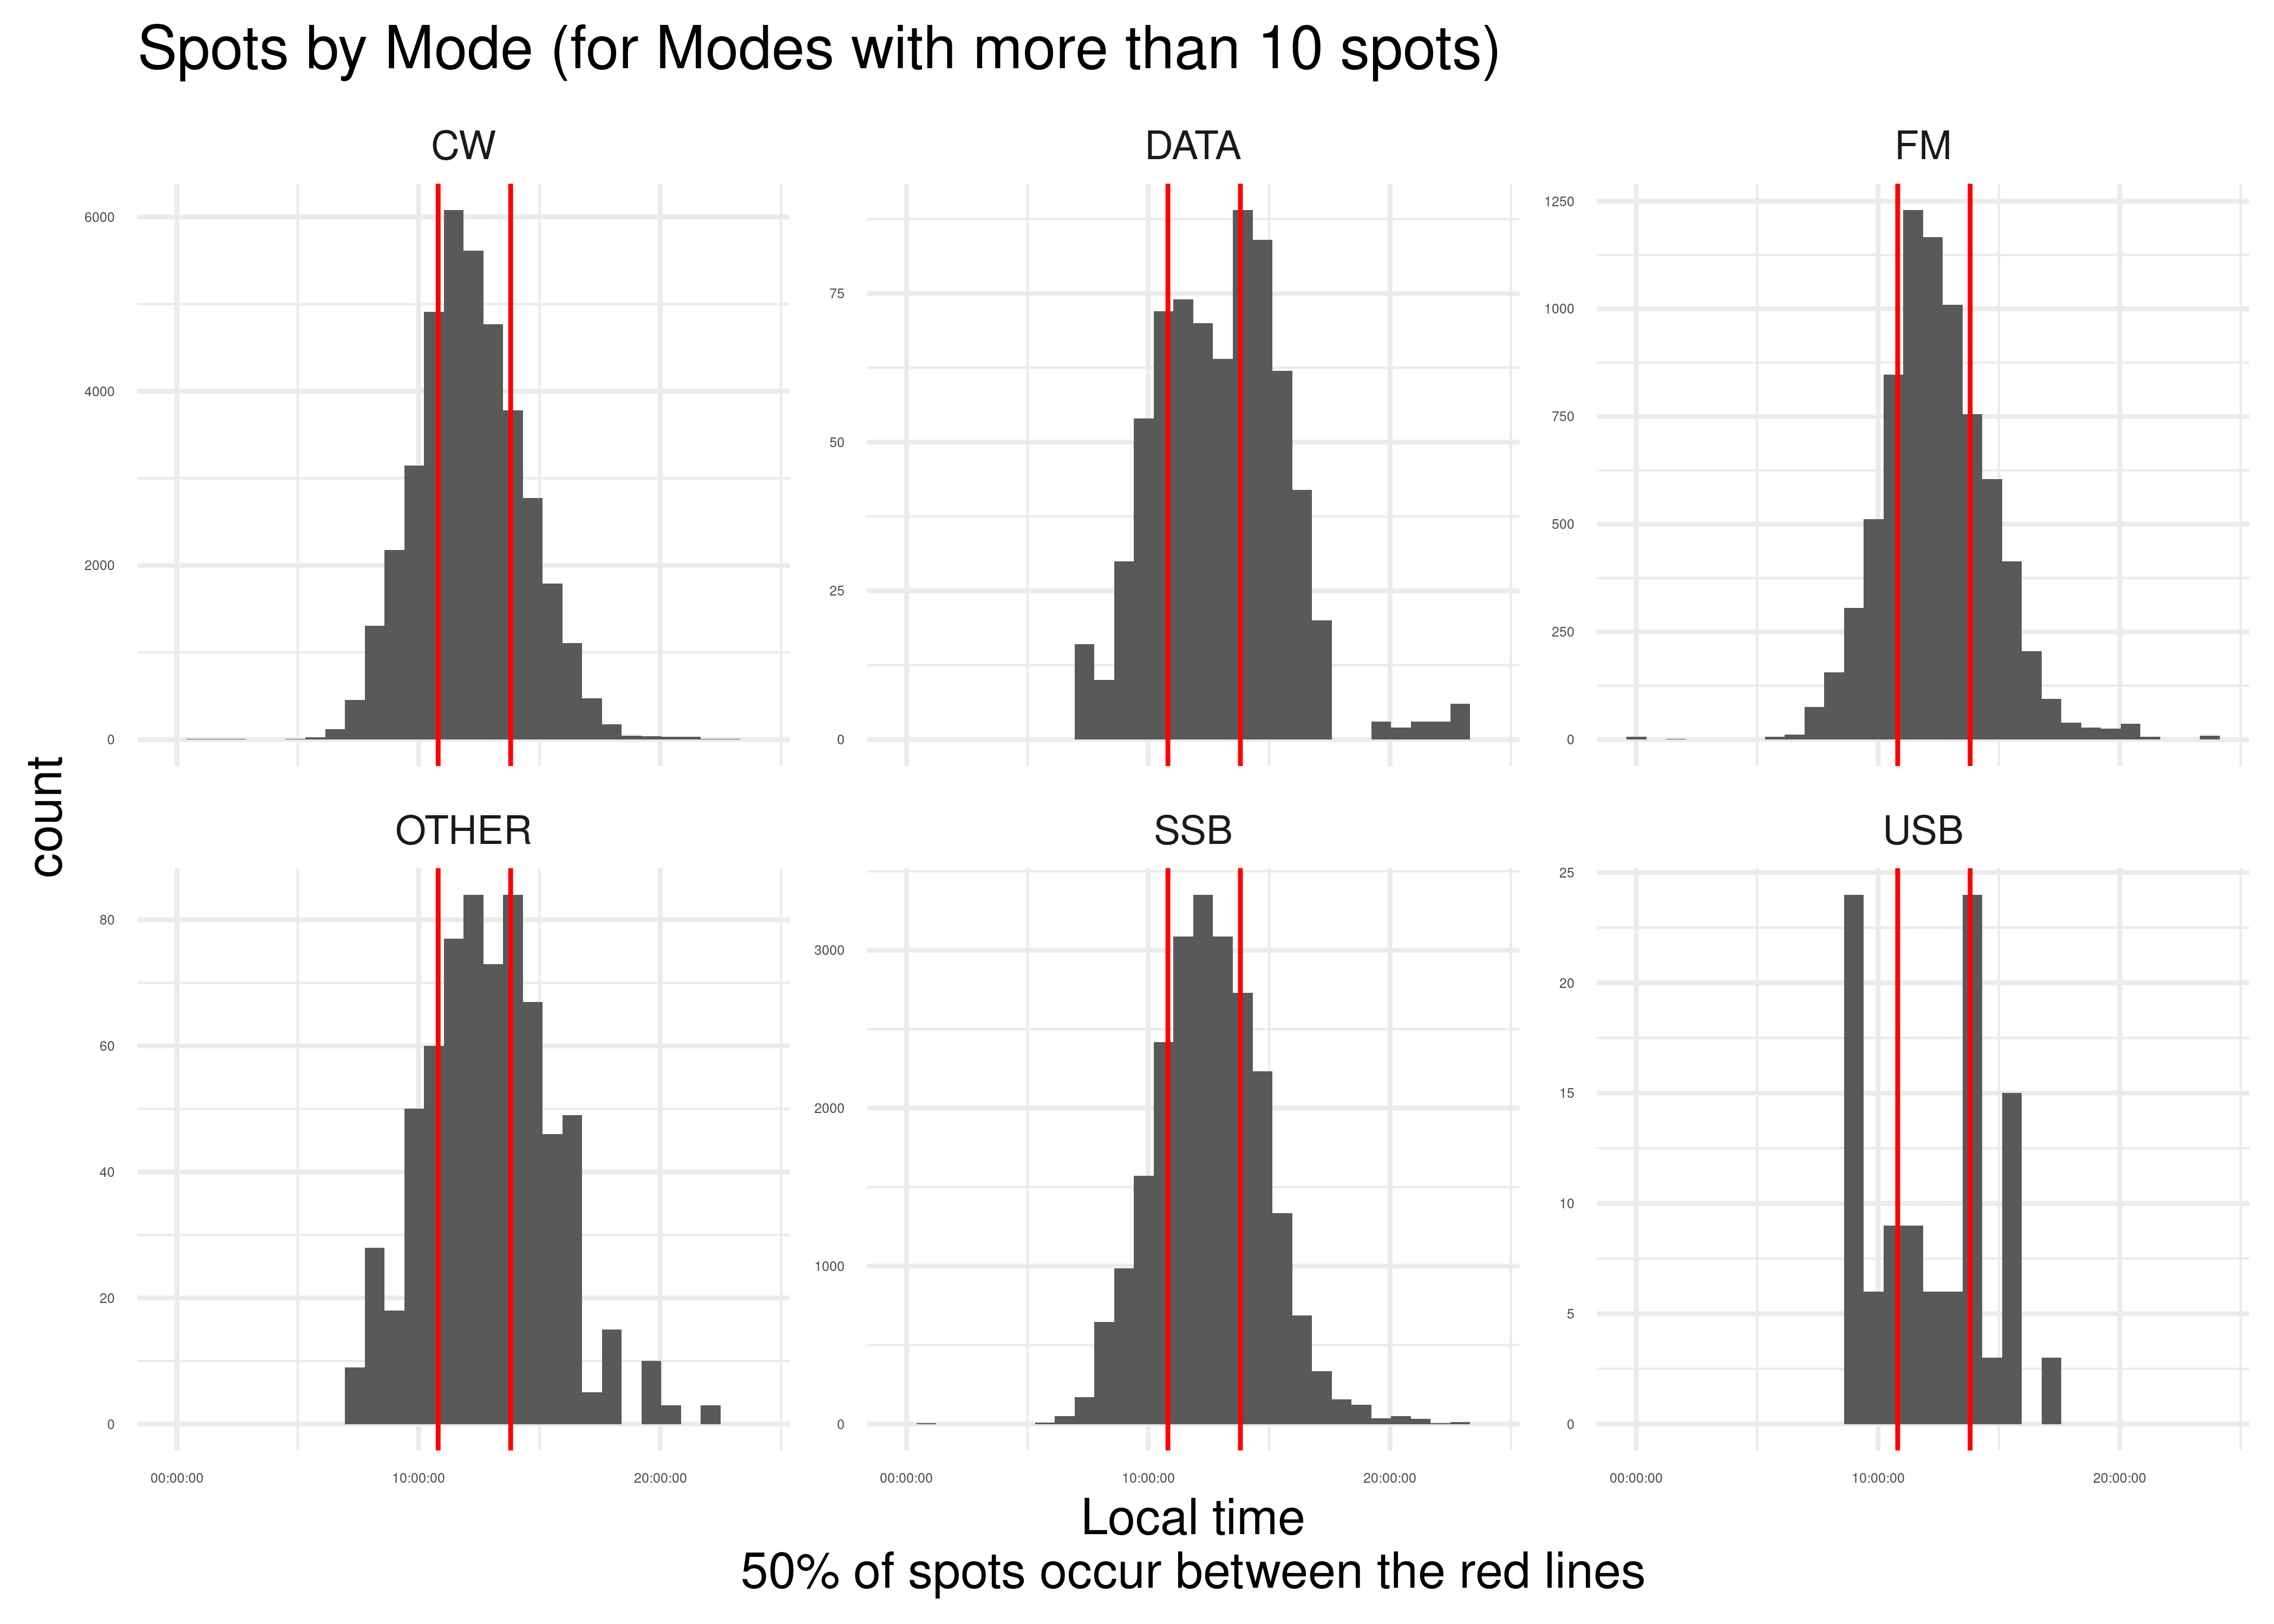 Spots by Mode (for Modes with more than 10 spots)
CW
DATA
FM
6000
4000
2000
0
75
50
25
0
1250
1000
750
500
250
0
count
OTHER
SSB
USB
80
60
40
20
0
3000
2000
1000
0
25
20
15
10
5
0
00:00:00 10:00:00 20:00:00
00:00:00 10:00:00 20:00:00
00:00:00 10:00:00 20:00:00
Local time
50% of spots occur between the red lines